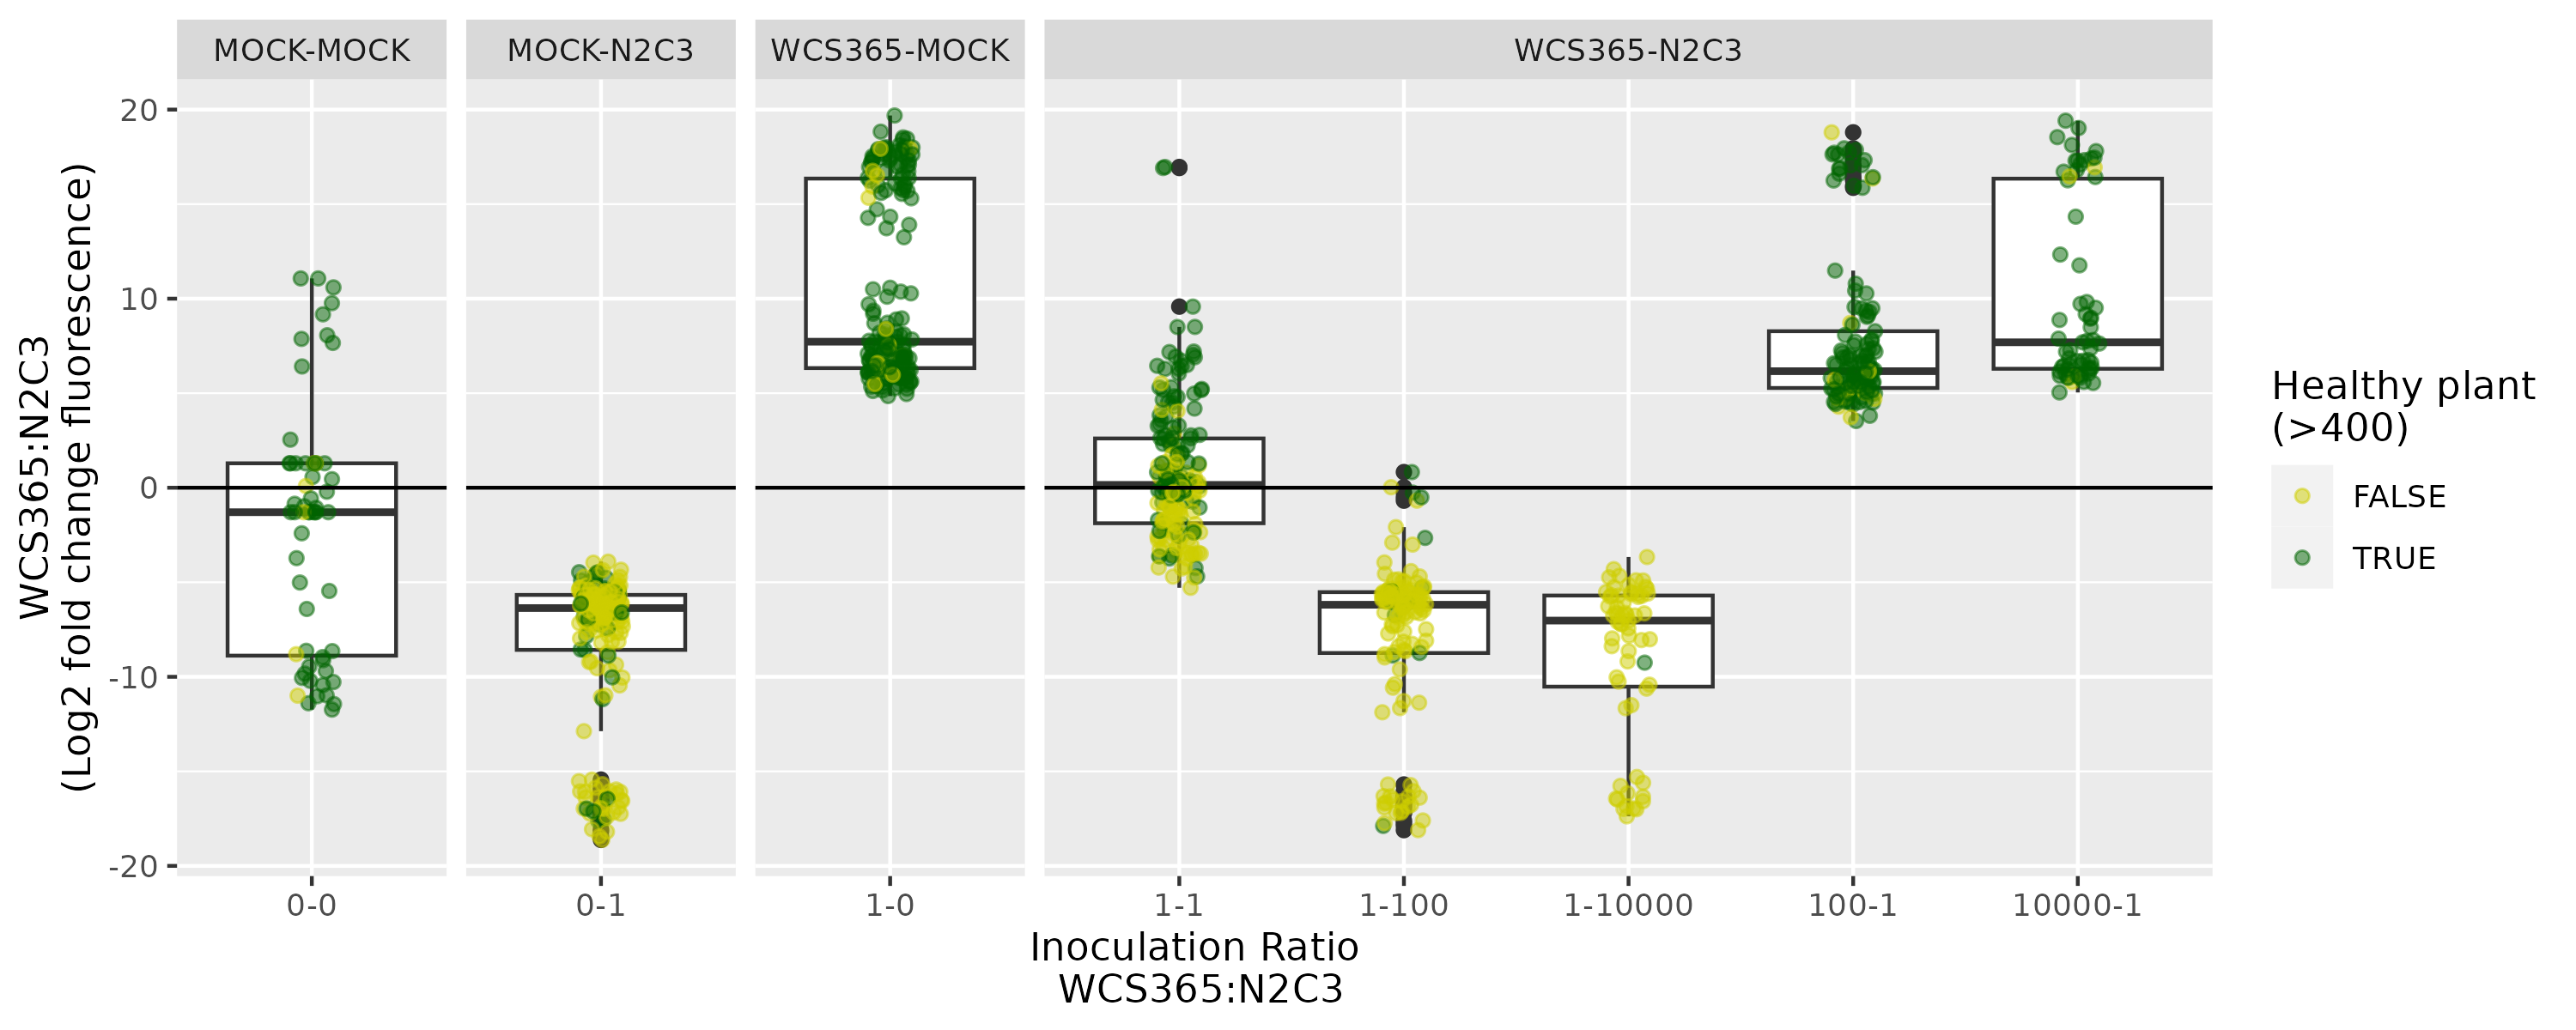 MOCK-MOCK
MOCK-N2C3
WCS365-MOCK
WCS365-N2C3
WCS365:N2C3
(Log2 fold change fluorescence)
20
10
0
-10
-20
0-0
0-1
1-0
1-1
1-100
1-10000
100-1
10000-1
Inoculation Ratio
WCS365:N2C3
Healthy plant
(>400)
FALSE
TRUE